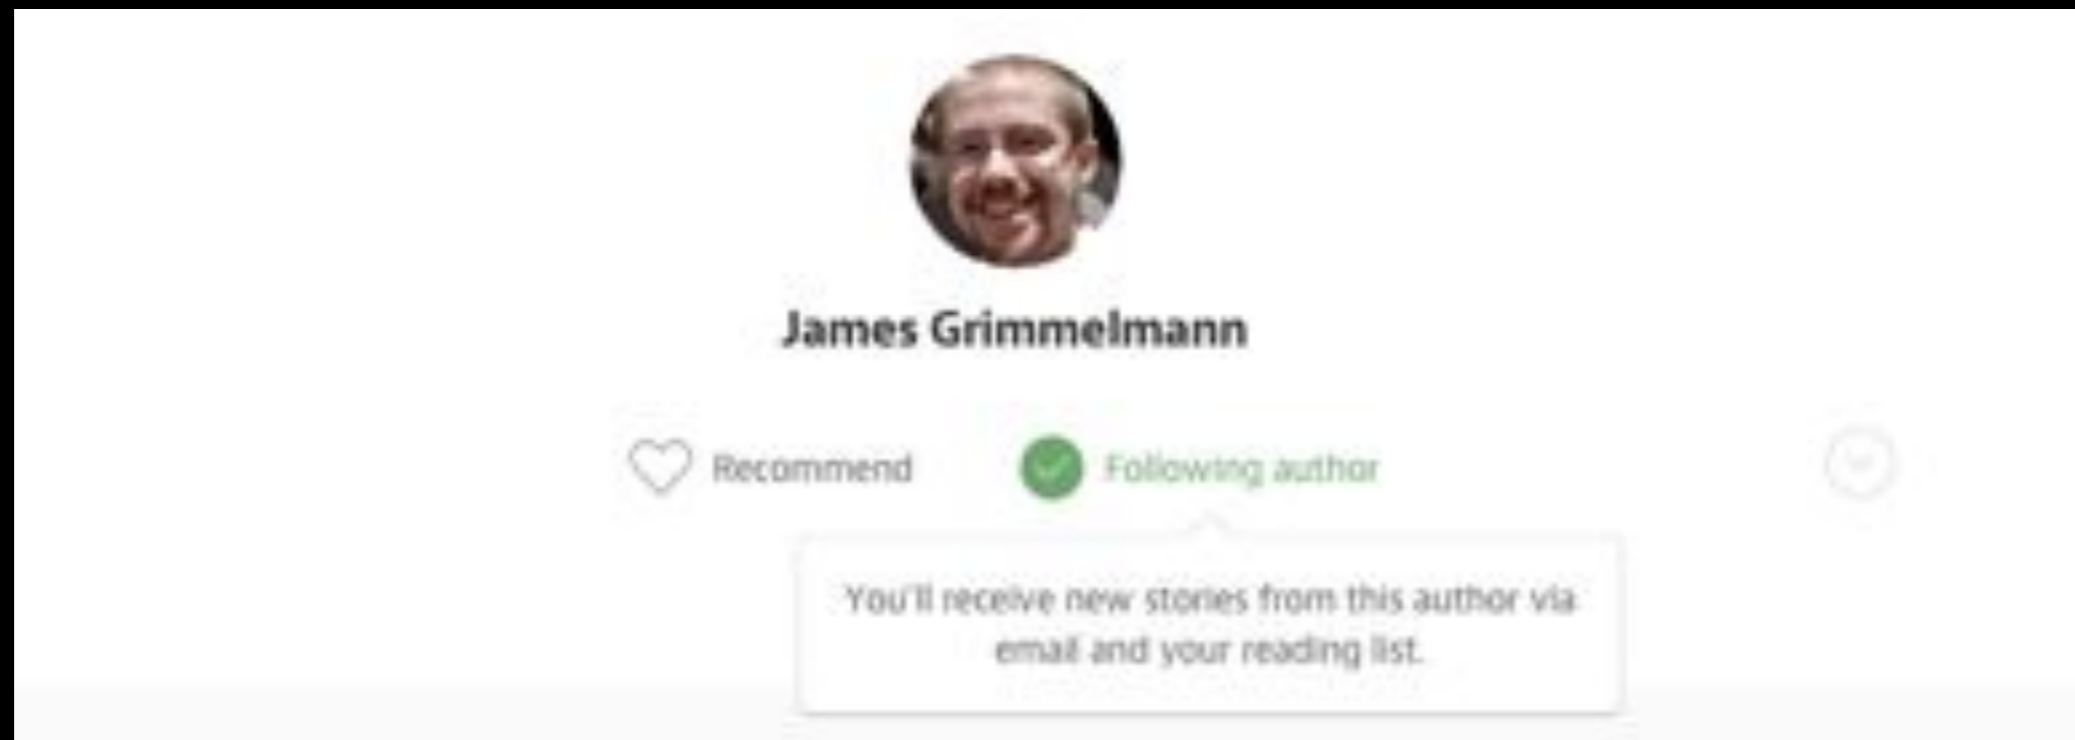 James Grimmelmann
Recommend
Following author
You'll receive new stories from this author via
email and your reading list.